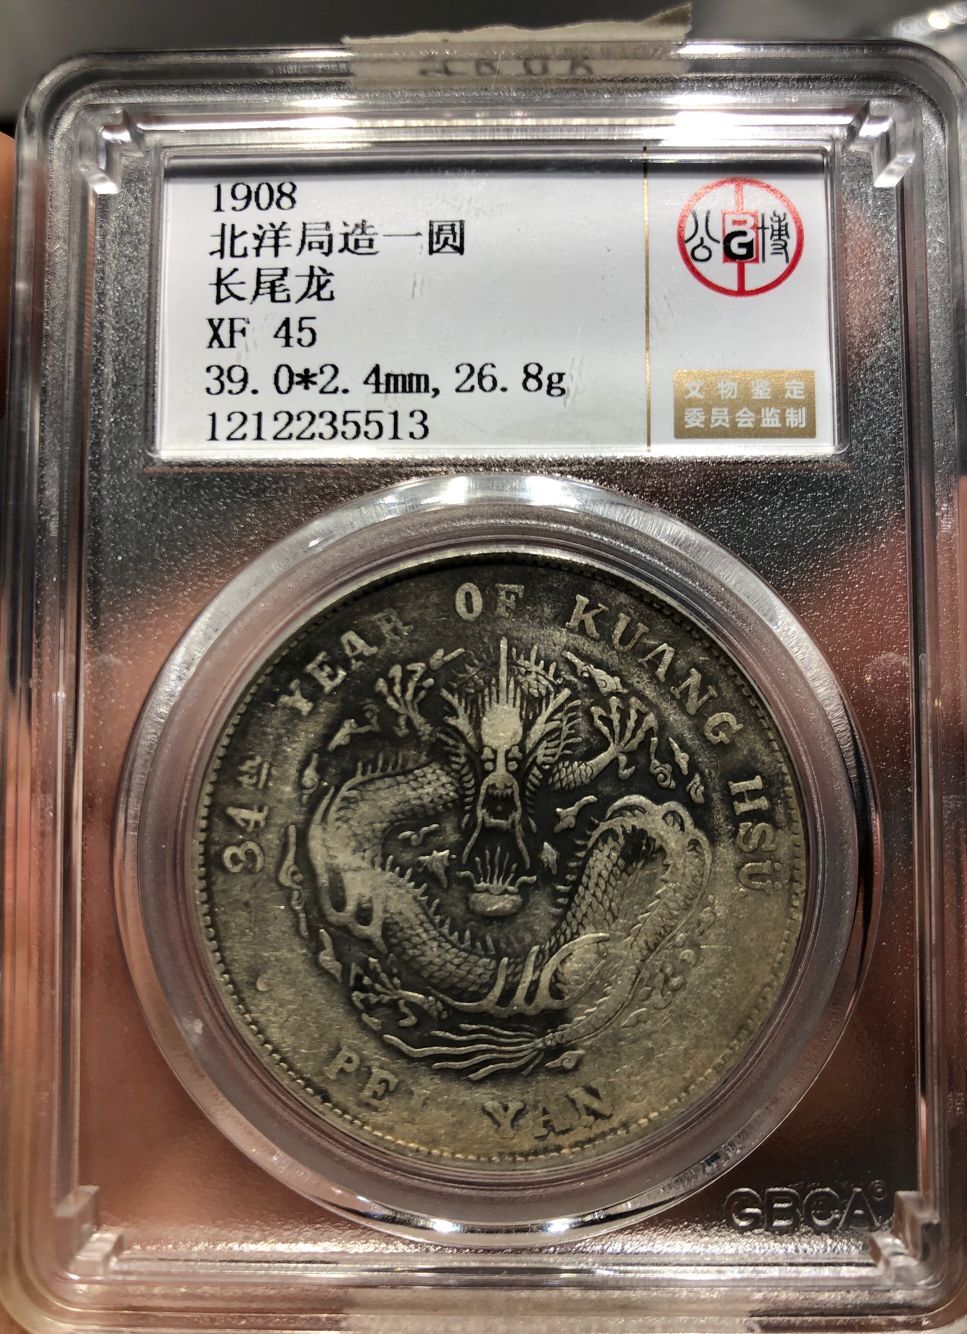 1908
北洋局造一圆
长尾龙
XF 45
39.0*2.4mm, 26.8g
1212235513
公 PG 博
文物鉴定
委员会监制
34TH YEAR OF KUANG HSÜ
PEI YANG
GBCA®